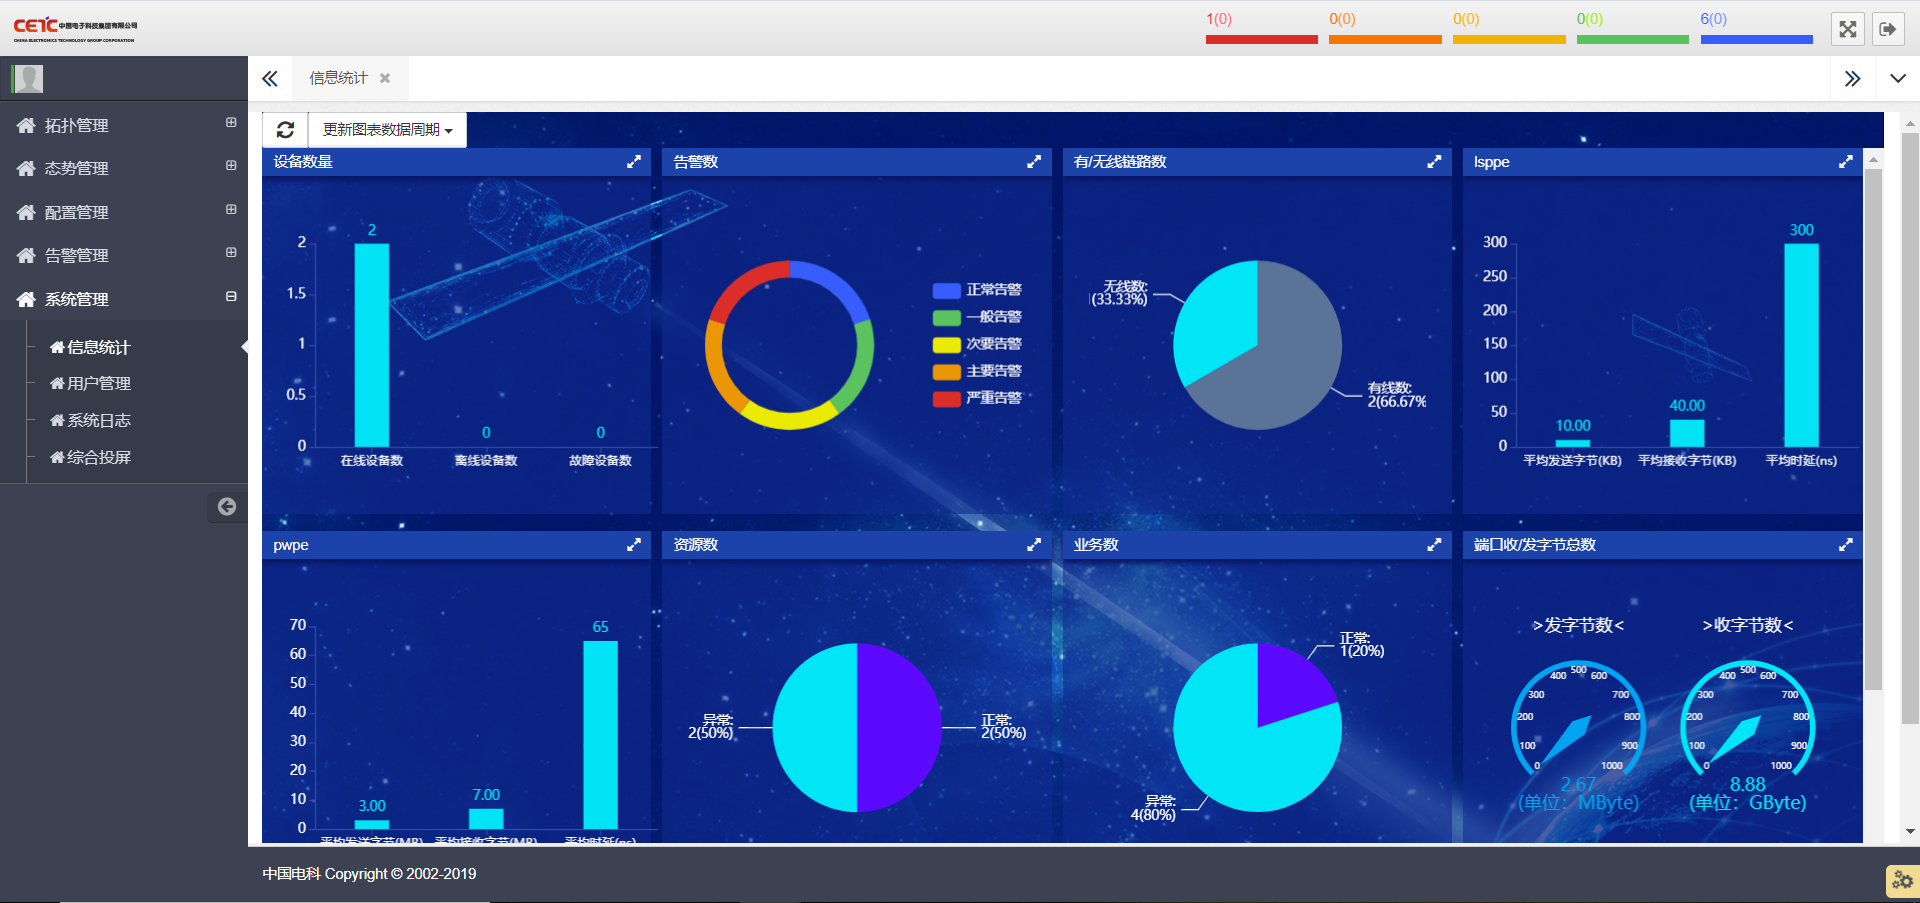 CETC中国电子科技集团有限公司
CHINA ELECTRONICS TECHNOLOGY GROUP CORPORATION
1(0)
0(0)
0(0)
0(0)
6(0)
信息统计
拓扑管理
态势管理
配置管理
告警管理
系统管理
信息统计
用户管理
系统日志
综合投屏
更新图表数据周期
设备数量
2
2
1.5
1
0.5
0
0
0
在线设备数
离线设备数
故障设备数
告警数
正常告警
一般告警
次要告警
主要告警
严重告警
有/无线链路数
无线数:
(33.33%)
有线数:
2(66.67%
lsppe
300
300
250
200
150
100
50
0
10.00
40.00
平均发送字节(KB)
平均接收字节(KB)
平均时延(ns)
pwpe
70
60
50
40
30
20
10
0
3.00
7.00
65
平均发送字节(MB)
平均接收字节(MB)
平均时延(ns)
资源数
异常:
2(50%)
正常:
2(50%)
业务数
正常:
1(20%)
异常:
4(80%)
端口收/发字节总数
>发字节数<
0
100
200
300
400
500
600
700
800
900
1000
2.67
(单位：MByte)
>收字节数<
0
100
200
300
400
500
600
700
800
900
1000
8.88
(单位：GByte)
中国电科 Copyright © 2002-2019